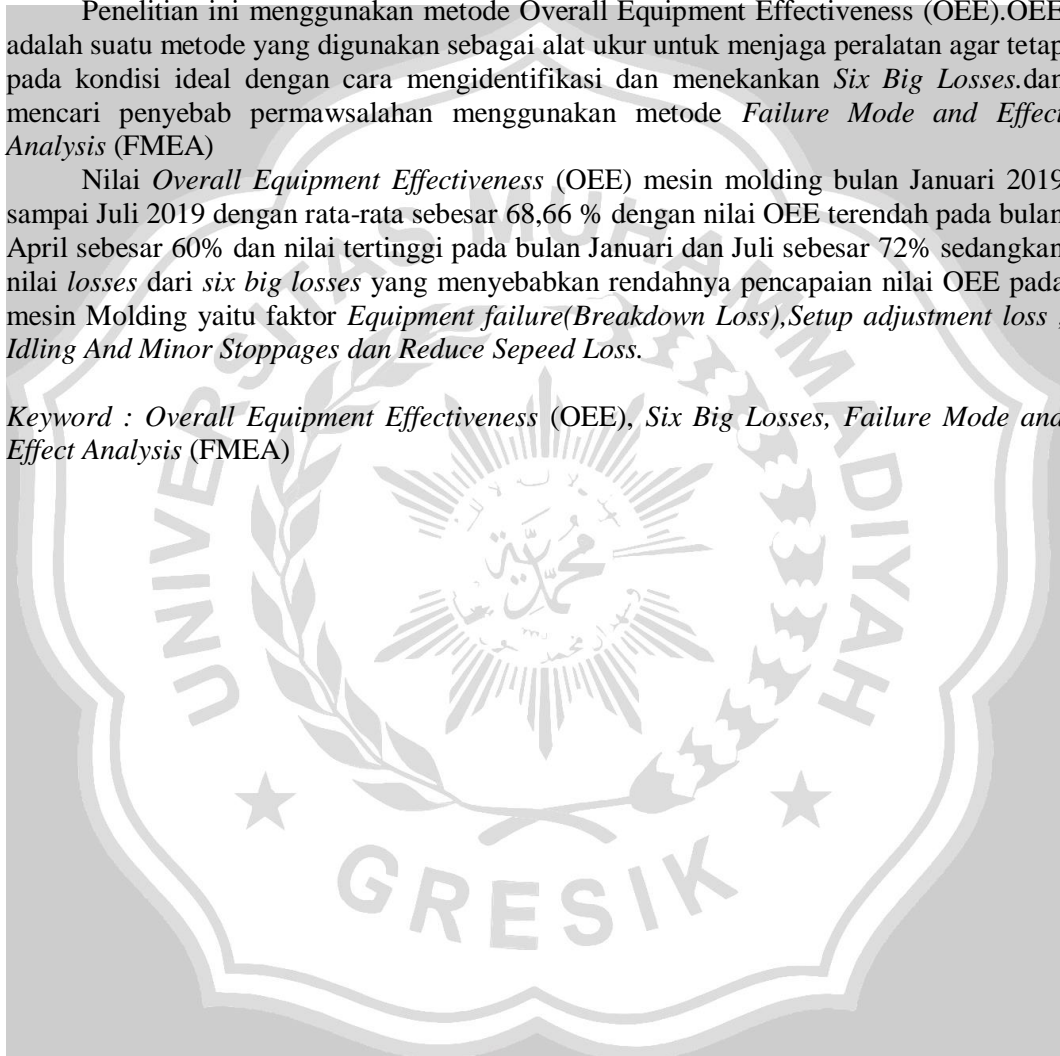 Penelitian ini menggunakan metode Overall Equipment Effectiveness (OEE).OEE
adalah suatu metode yang digunakan sebagai alat ukur untuk menjaga peralatan agar tetap
pada kondisi ideal dengan cara mengidentifikasi dan menekankan Six Big Losses.dan
mencari penyebab permawsalahan menggunakan metode Failure Mode and Effect
Analysis (FMEA)
Nilai Overall Equipment Effectiveness (OEE) mesin molding bulan Januari 2019
sampai Juli 2019 dengan rata-rata sebesar 68,66 % dengan nilai OEE terendah pada bulan
April sebesar 60% dan nilai tertinggi pada bulan Januari dan Juli sebesar 72% sedangkan
nilai losses dari six big losses yang menyebabkan rendahnya pencapaian nilai OEE pada
mesin Molding yaitu faktor Equipment failure(Breakdown Loss),Setup adjustment loss ,
Idling And Minor Stoppages dan Reduce Sepeed Loss.
Keyword : Overall Equipment Effectiveness (OEE), Six Big Losses, Failure Mode and
Effect Analysis (FMEA)
UNIVERSITAS MUHAMMADIYAH
محمدية
GRESIK